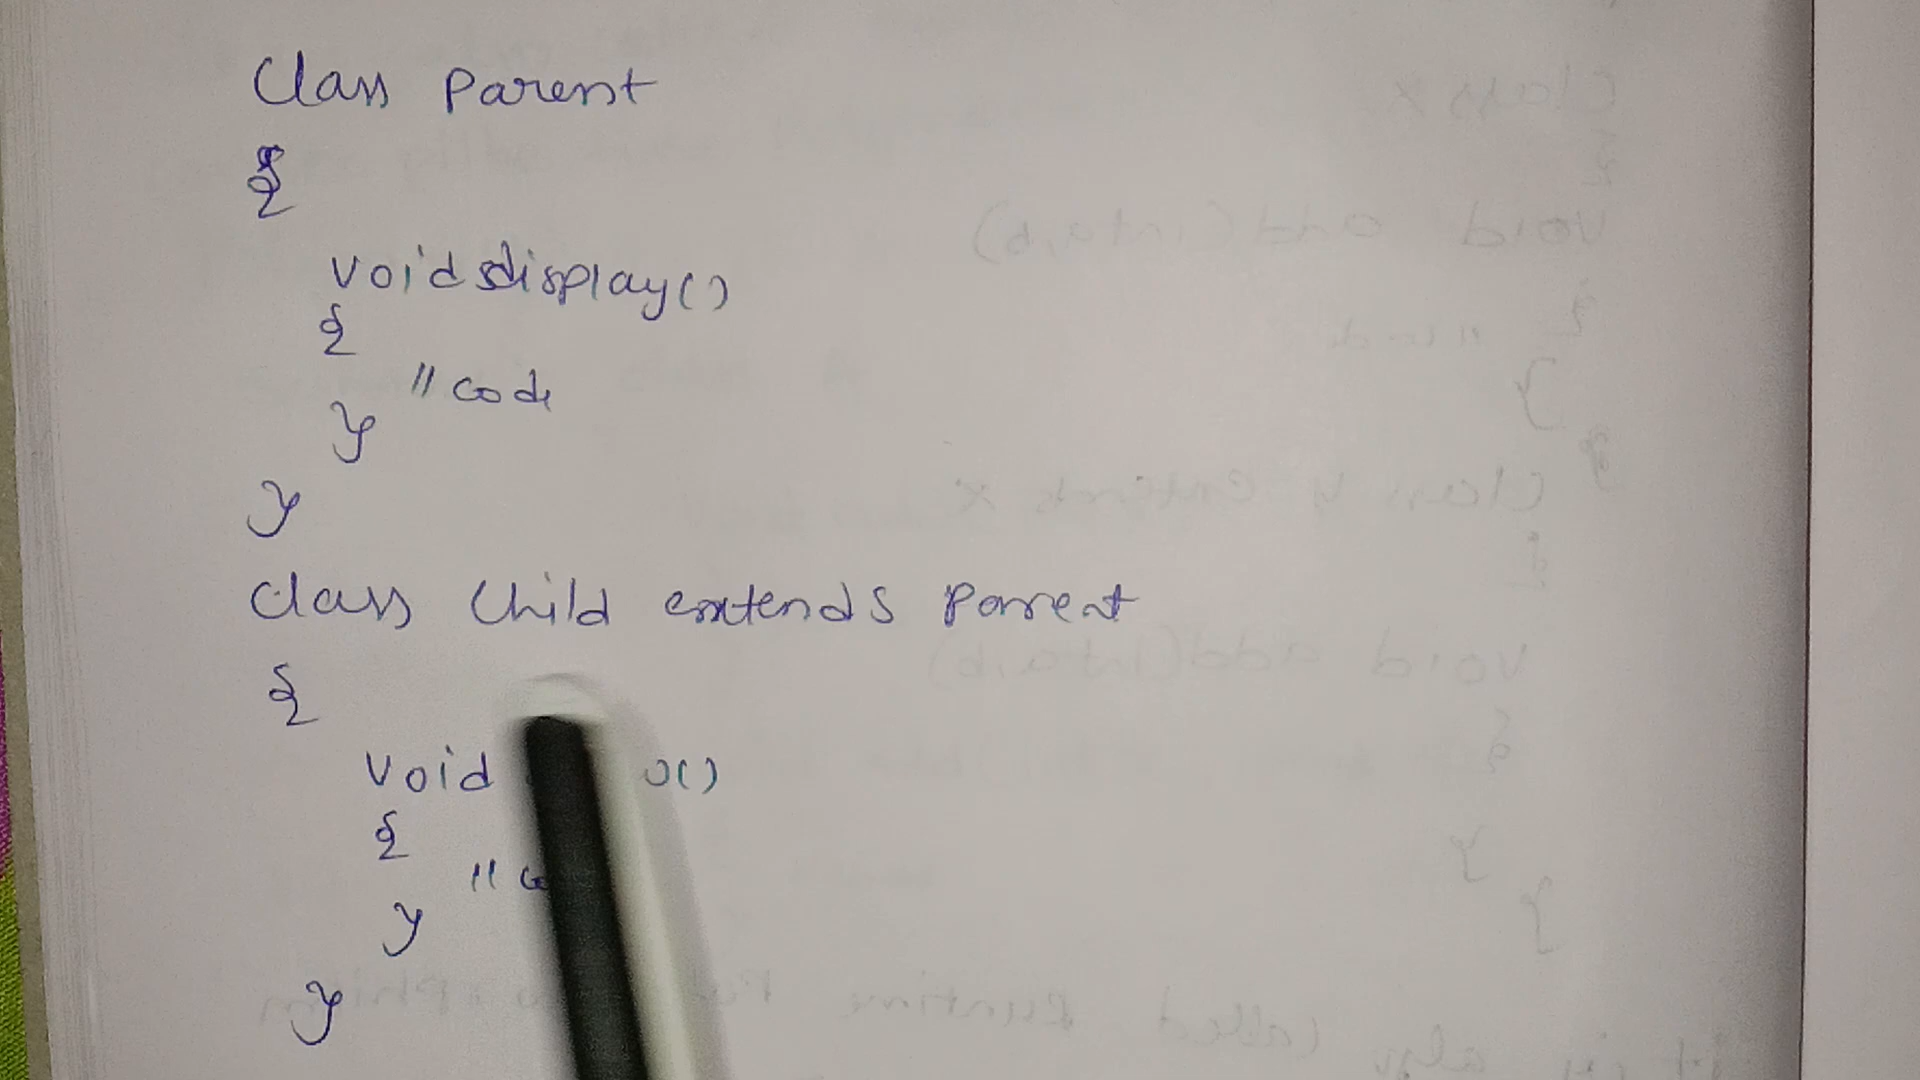 Class Parent
{
void display()
{
// code
}
}
class Child extends Parent
{
void
{
//
}
}